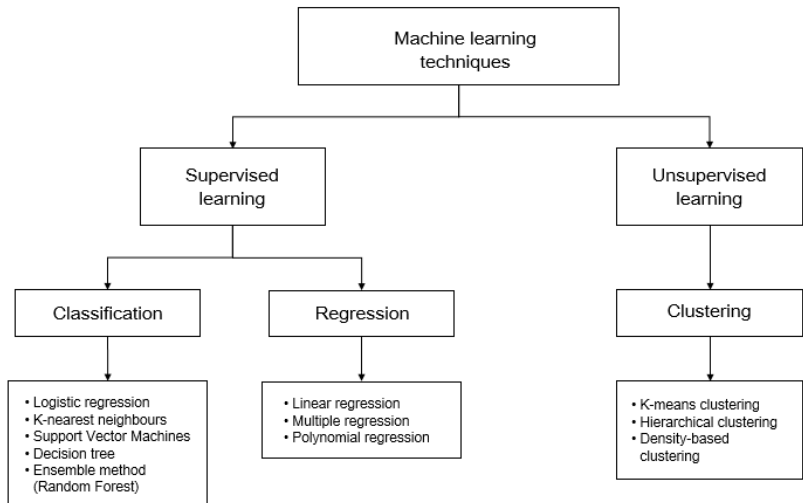 Machine learning
techniques
Supervised
learning
Unsupervised
learning
Classification
Regression
Clustering
• Logistic regression
• K-nearest neighbours
• Support Vector Machines
• Decision tree
• Ensemble method
(Random Forest)
• Linear regression
• Multiple regression
• Polynomial regression
• K-means clustering
• Hierarchical clustering
• Density-based
clustering